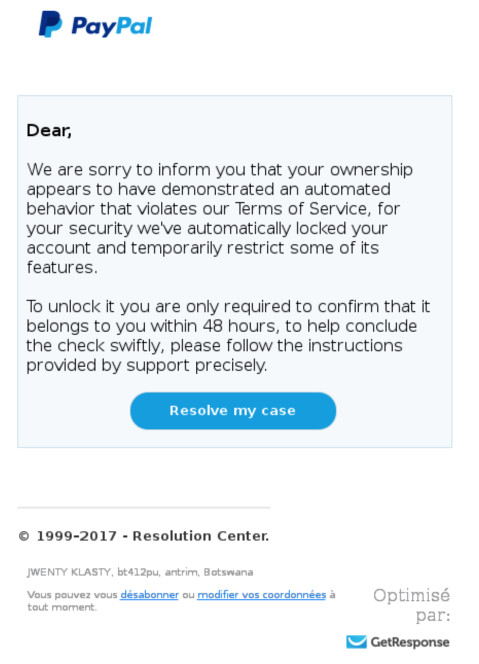 PayPal
Dear,
We are sorry to inform you that your ownership
appears to have demonstrated an automated
behavior that violates our Terms of Service, for
your security we've automatically locked your
account and temporarily restrict some of its
features.
To unlock it you are only required to confirm that it
belongs to you within 48 hours, to help conclude
the check swiftly, please follow the instructions
provided by support precisely.
Resolve my case
© 1999-2017 - Resolution Center.
JWENTY KLASTY, bt412pu, antrim, Botswana
Vous pouvez vous désabonner ou modifier vos coordonnées à
tout moment.
Optimisé
par:
GetResponse